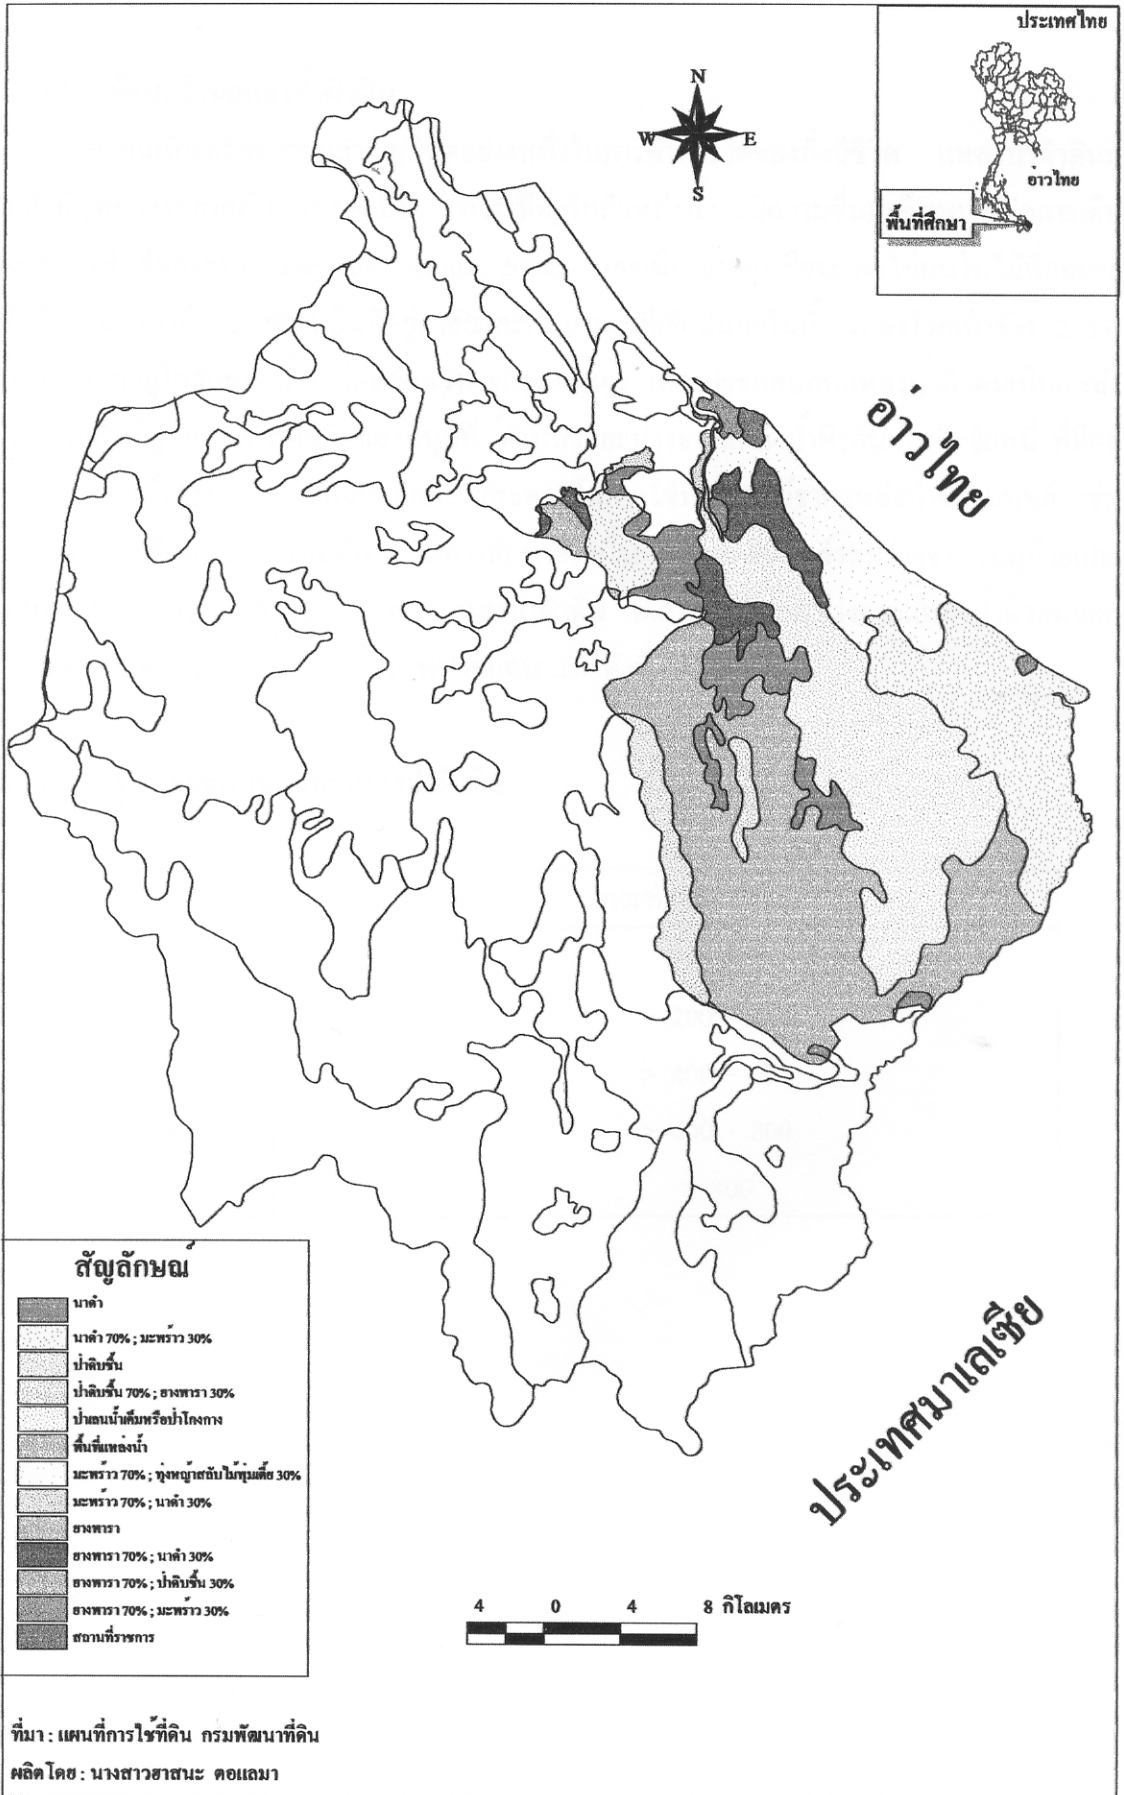 ประเทศไทย
N
W E
S
อ่าวไทย
พื้นที่ศึกษา
อ่าวไทย
สัญลักษณ์
นาดำ
นาดำ 70% ; มะพร้าว 30%
ป่าดิบชื้น
ป่าดิบชื้น 70% ; ยางพารา 30%
ป่าเลนน้ำเค็มหรือป่าโกงกาง
พื้นที่แหล่งน้ำ
มะพร้าว 70% ; ทุ่งหญ้าสลับไม้พุ่มเตี้ย 30%
มะพร้าว 70% ; นาดำ 30%
ยางพารา
ยางพารา 70% ; นาดำ 30%
ยางพารา 70% ; ป่าดิบชื้น 30%
ยางพารา 70% ; มะพร้าว 30%
สถานที่ราชการ
ประเทศมาเลเซีย
4 0 4 8 กิโลเมตร
ที่มา : แผนที่การใช้ที่ดิน กรมพัฒนาที่ดิน
ผลิตโดย : นางสาวฮาสนะ ตอแลมา